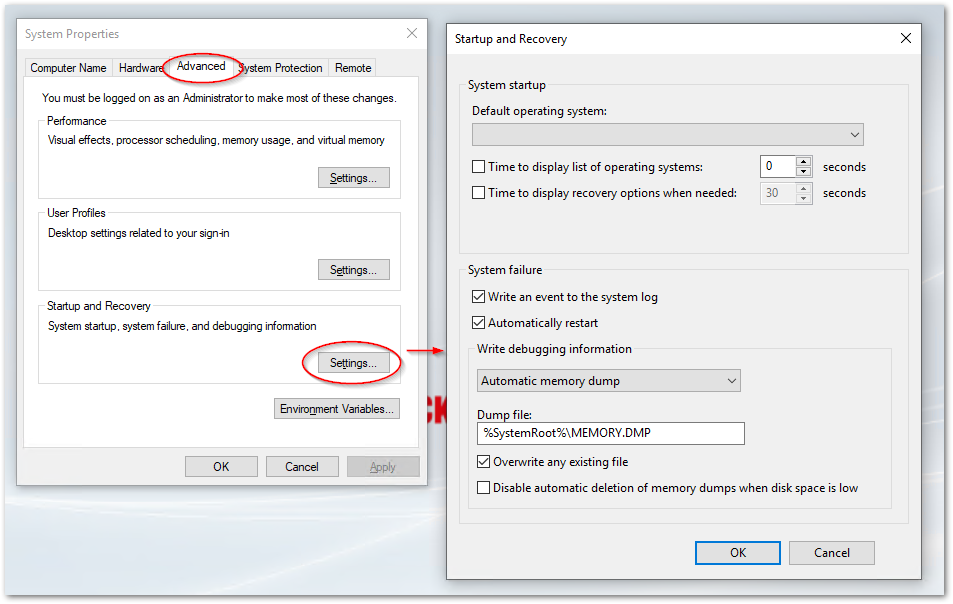 System Properties
Computer Name Hardware Advanced System Protection Remote
You must be logged on as an Administrator to make most of these changes.
Performance
Visual effects, processor scheduling, memory usage, and virtual memory
Settings...
User Profiles
Desktop settings related to your sign-in
Settings...
Startup and Recovery
System startup, system failure, and debugging information
Settings...
Environment Variables...
OK Cancel Apply
CK
Startup and Recovery
System startup
Default operating system:
Time to display list of operating systems: 0 seconds
Time to display recovery options when needed: 30 seconds
System failure
Write an event to the system log
Automatically restart
Write debugging information
Automatic memory dump
Dump file:
%SystemRoot%\MEMORY.DMP
Overwrite any existing file
Disable automatic deletion of memory dumps when disk space is low
OK Cancel